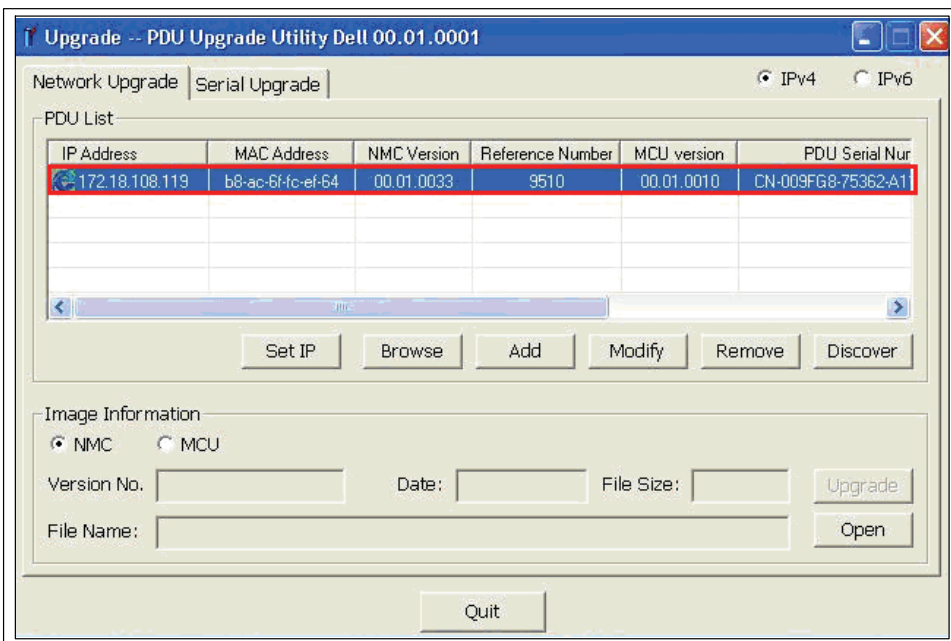 Upgrade -- PDU Upgrade Utility Dell 00.01.0001
Network Upgrade Serial Upgrade IPv4 IPv6
PDU List
IP Address MAC Address NMC Version Reference Number MCU version PDU Serial Nur
172.18.108.119 b8-ac-6f-fc-ef-64 00.01.0033 9510 00.01.0010 CN-009FG8-75362-A1
Set IP Browse Add Modify Remove Discover
Image Information
NMC MCU
Version No. Date: File Size: Upgrade
File Name: Open
Quit